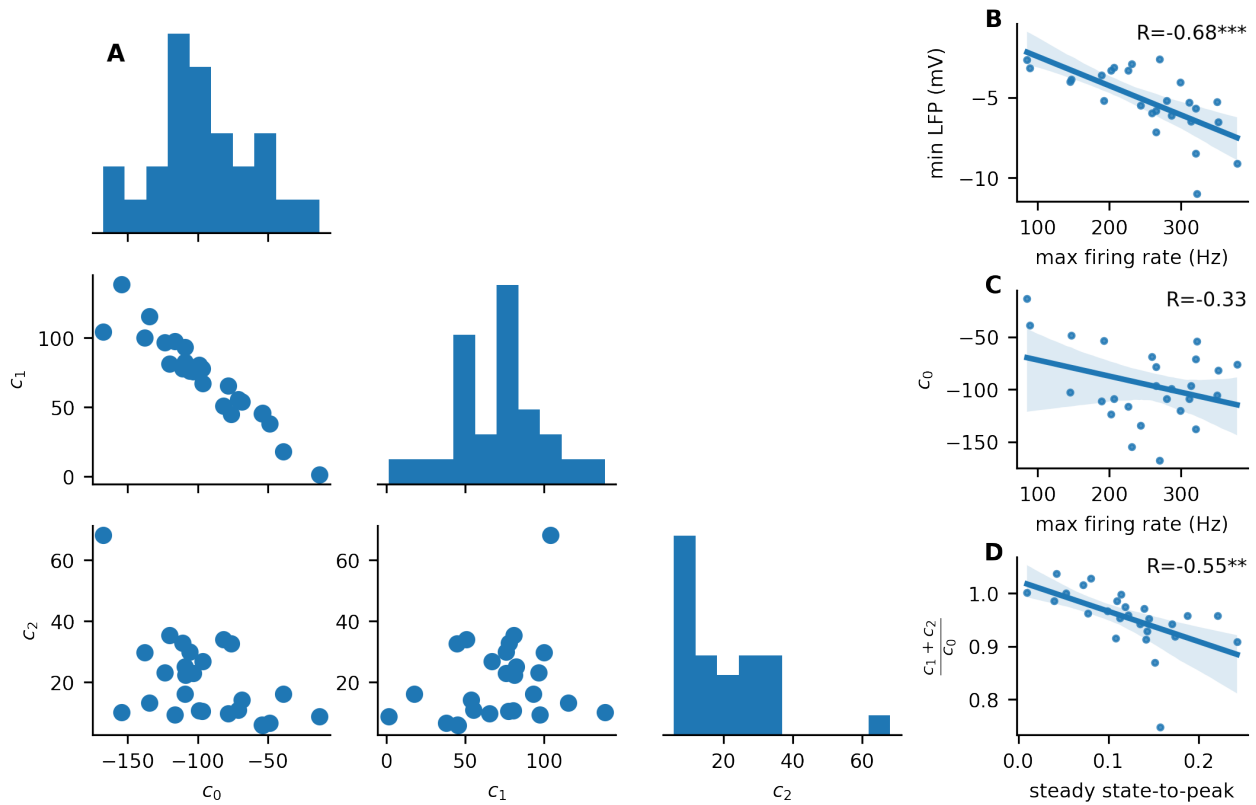 A
B
R=-0.68***
min LFP (mV)
−5
−10
100 200 300
max firing rate (Hz)
c₁
100
50
0
C
R=-0.33
c₀
−50
−100
−150
100 200 300
max firing rate (Hz)
c₂
60
40
20
−150 −100 −50
c₀
60
40
20
0 50 100
c₁
20 40 60
c₂
D
R=-0.55**
c₁ + c₂
c₀
1.0
0.9
0.8
0.0 0.1 0.2
steady state-to-peak